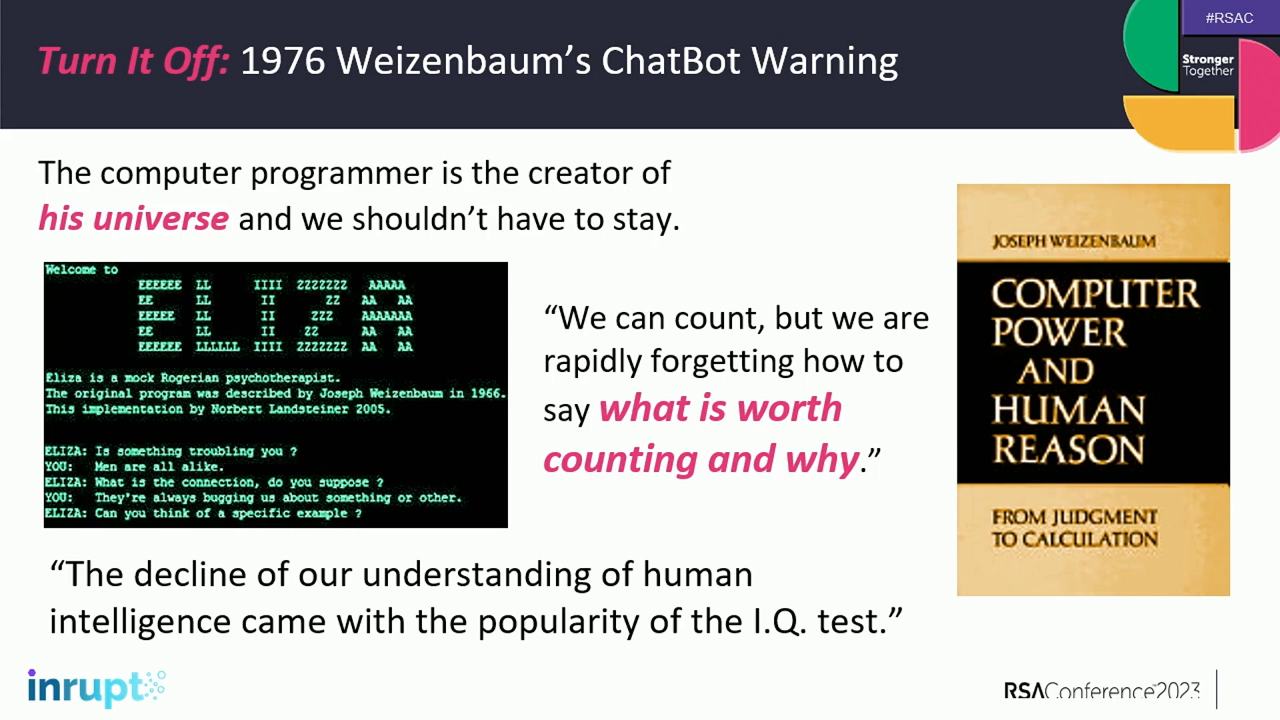 #RSAC
Turn It Off: 1976 Weizenbaum's ChatBot Warning
Stronger
Together
The computer programmer is the creator of
his universe and we shouldn't have to stay.
Welcome to
EEEEEE LL IIII ZZZZZZZ AAAAA
EE LL II ZZ AA AA
EEEEE LL II ZZZ AAAAAAA
EE LL II ZZ AA AA
EEEEEE LLLLLL IIII ZZZZZZZ AA AA
Eliza is a mock Rogerian psychotherapist.
The original program was described by Joseph Weizenbaum in 1966.
This implementation by Norbert Landsteiner 2005.
ELIZA: Is something troubling you ?
YOU: Men are all alike.
ELIZA: What is the connection, do you suppose ?
YOU: They're always bugging us about something or other.
ELIZA: Can you think of a specific example ?
“We can count, but we are
rapidly forgetting how to
say what is worth
counting and why.”
JOSEPH WEIZENBAUM
COMPUTER
POWER
AND
HUMAN
REASON
FROM JUDGMENT
TO CALCULATION
“The decline of our understanding of human
intelligence came with the popularity of the I.Q. test.”
inrupt
RSAConference™2023